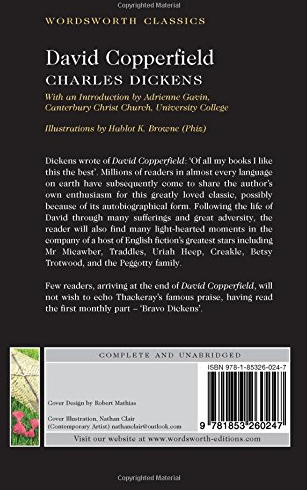 WORDSWORTH CLASSICS
David Copperfield
CHARLES DICKENS
With an Introduction by Adrienne Gavin,
Canterbury Christ Church, University College
Illustrations by Hablot K. Browne (Phiz)
Dickens wrote of David Copperfield: ‘Of all my books I like
this the best’. Millions of readers in almost every language
on earth have subsequently come to share the author’s
own enthusiasm for this greatly loved classic, possibly
because of its autobiographical form. Following the life of
David through many sufferings and great adversity, the
reader will also find many light-hearted moments in the
company of a host of English fiction’s greatest stars including
Mr Micawber, Traddles, Uriah Heep, Creakle, Betsy
Trotwood, and the Peggotty family.
Few readers, arriving at the end of David Copperfield, will
not wish to echo Thackeray’s famous praise, having read
the first monthly part – ‘Bravo Dickens’.
COMPLETE AND UNABRIDGED
ISBN 978-1-85326-024-7
Cover Design by Robert Mathias
Cover Illustration, Nathan Clair
(Contemporary Artist) nathansclair@outlook.com
9 781853 260247
Visit our website at www.wordsworth-editions.com
Copyrighted Material